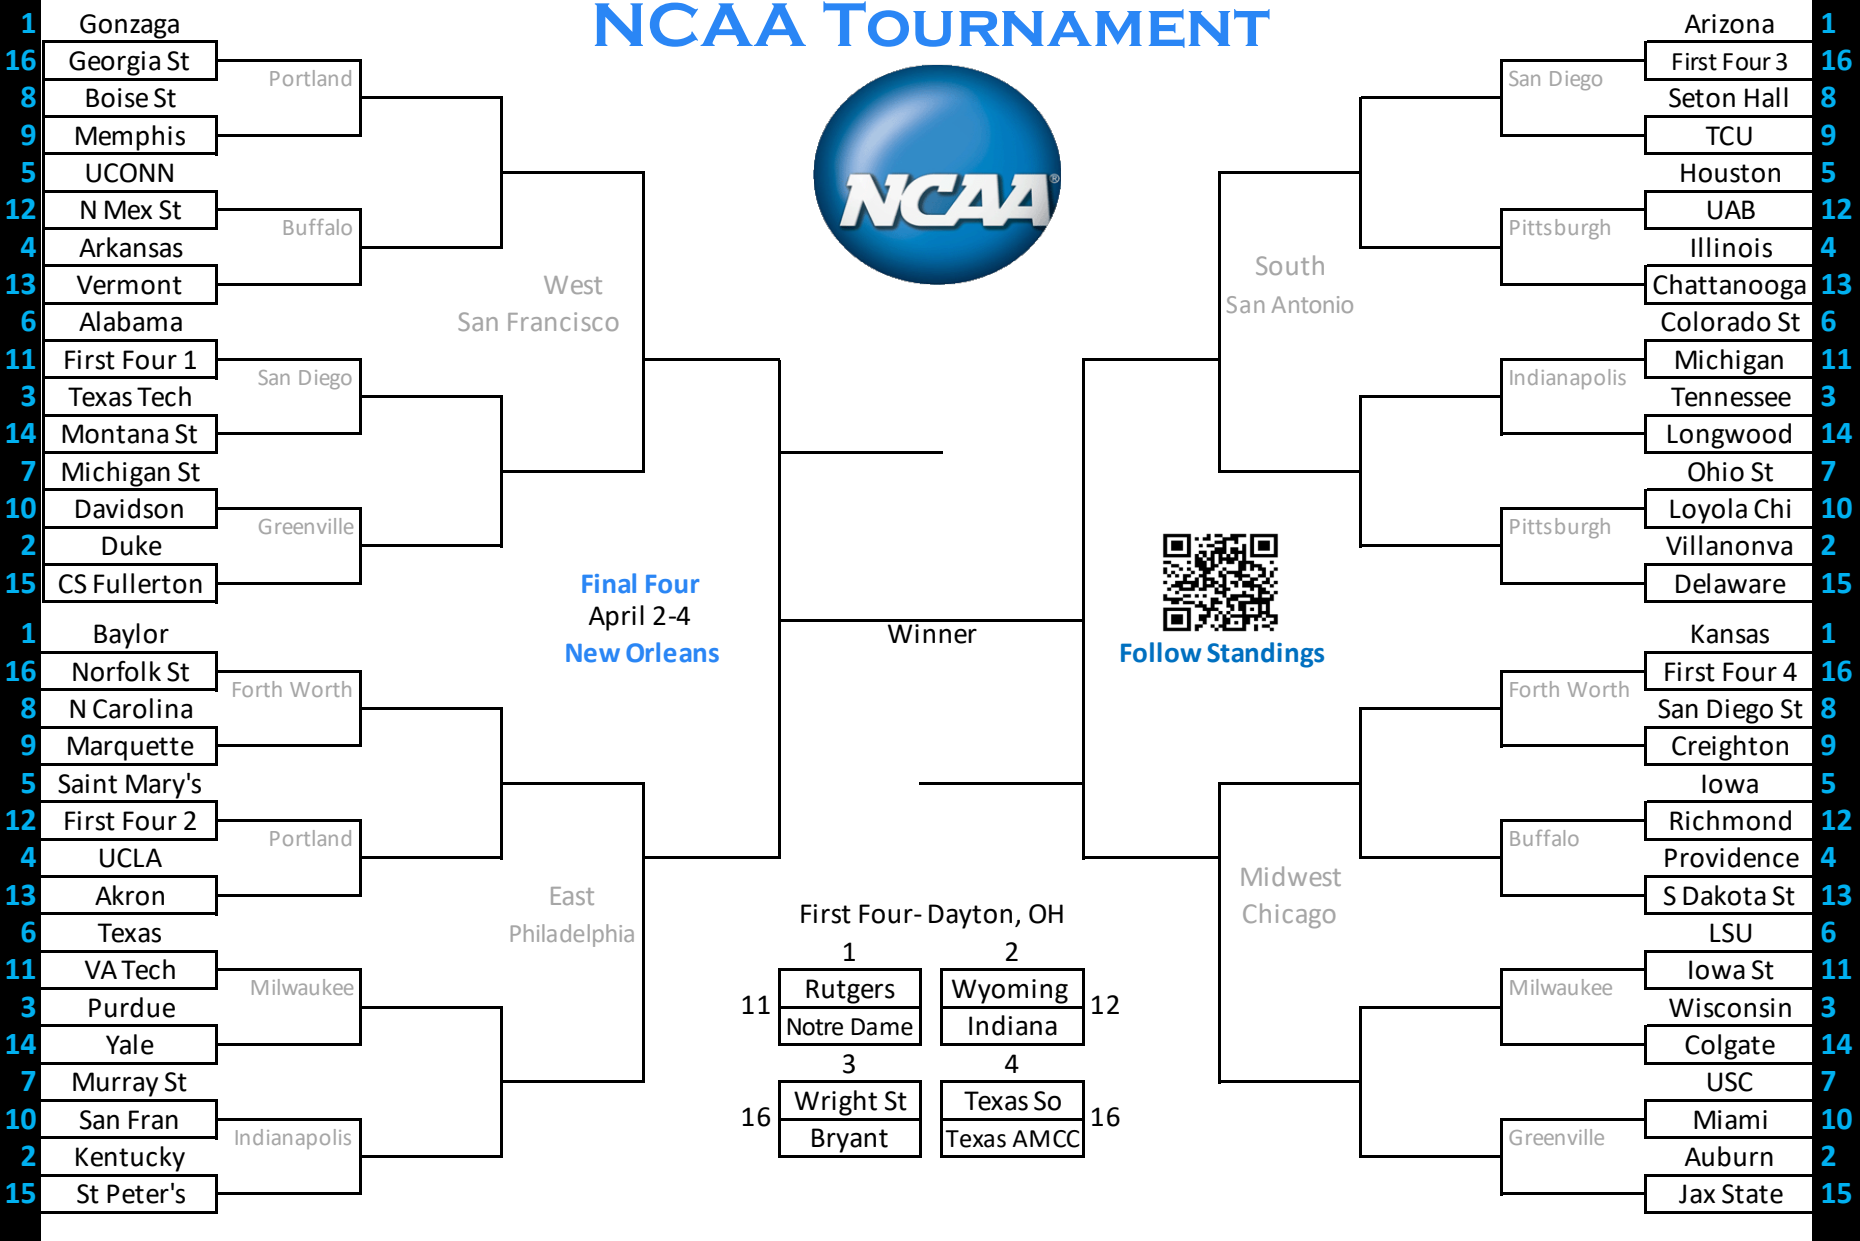 NCAA TOURNAMENT
NCAA®
1 Gonzaga
16 Georgia St
Portland
8 Boise St
9 Memphis
5 UCONN
12 N Mex St
Buffalo
4 Arkansas
13 Vermont
West
San Francisco
6 Alabama
11 First Four 1
San Diego
3 Texas Tech
14 Montana St
7 Michigan St
10 Davidson
Greenville
2 Duke
15 CS Fullerton
1 Baylor
16 Norfolk St
Forth Worth
8 N Carolina
9 Marquette
5 Saint Mary's
12 First Four 2
Portland
4 UCLA
13 Akron
East
Philadelphia
6 Texas
11 VA Tech
Milwaukee
3 Purdue
14 Yale
7 Murray St
10 San Fran
Indianapolis
2 Kentucky
15 St Peter's
Final Four
April 2-4
New Orleans
Winner
Follow Standings
First Four- Dayton, OH
1 2
11 Rutgers Wyoming 12
Notre Dame Indiana
3 4
16 Wright St Texas So 16
Bryant Texas AMCC
Arizona 1
First Four 3 16
San Diego
Seton Hall 8
TCU 9
Houston 5
UAB 12
Pittsburgh
Illinois 4
Chattanooga 13
South
San Antonio
Colorado St 6
Michigan 11
Indianapolis
Tennessee 3
Longwood 14
Ohio St 7
Loyola Chi 10
Pittsburgh
Villanonva 2
Delaware 15
Kansas 1
First Four 4 16
Forth Worth
San Diego St 8
Creighton 9
Iowa 5
Richmond 12
Buffalo
Providence 4
S Dakota St 13
Midwest
Chicago
LSU 6
Iowa St 11
Milwaukee
Wisconsin 3
Colgate 14
USC 7
Miami 10
Greenville
Auburn 2
Jax State 15